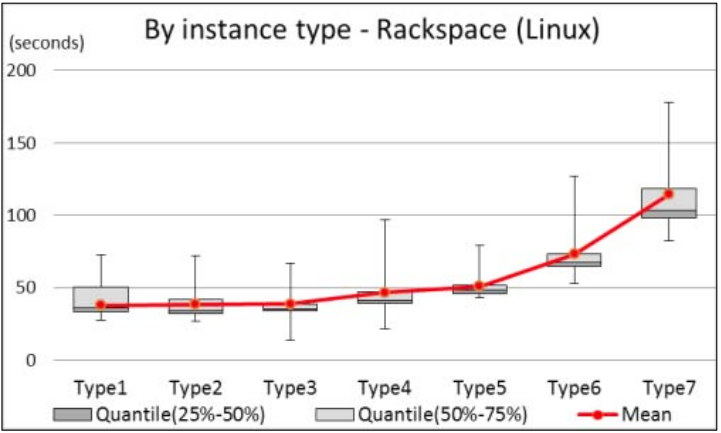 By instance type - Rackspace (Linux)
(seconds)
200
150
100
50
0
Type1 Type2 Type3 Type4 Type5 Type6 Type7
Quantile(25%-50%) Quantile(50%-75%) Mean